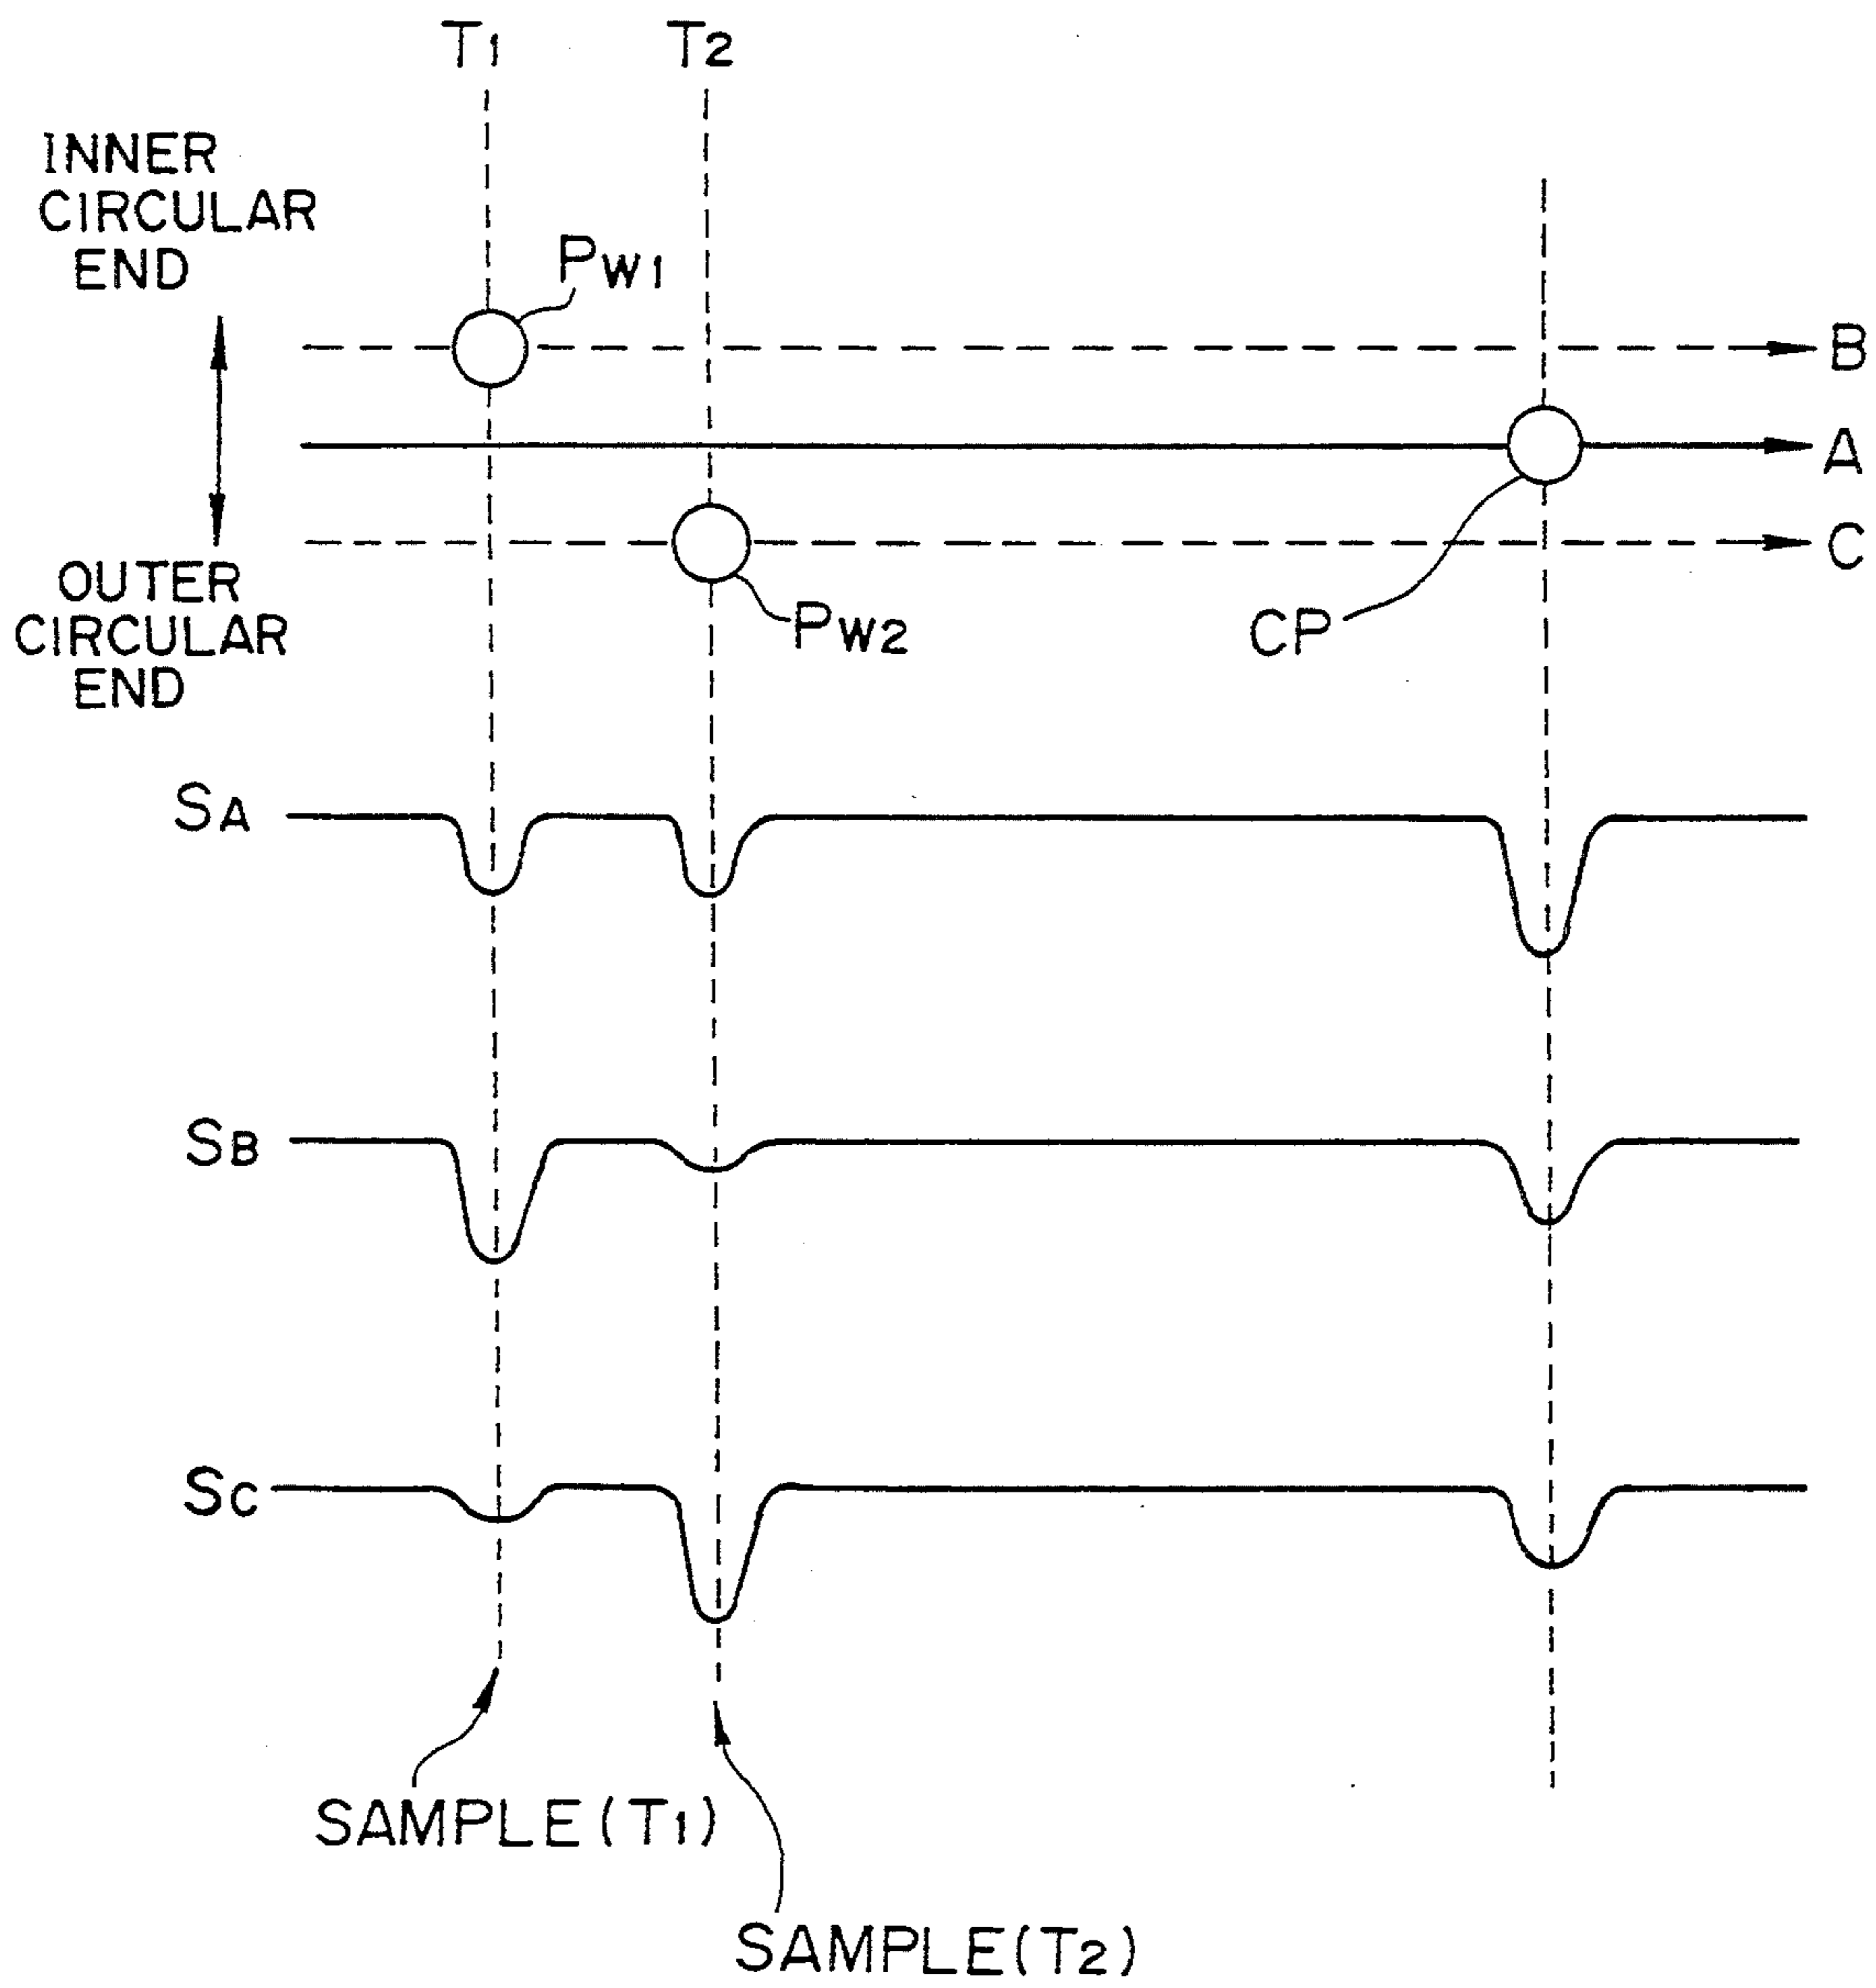 T1
T2
INNER
CIRCULAR
END
PW1
B
A
C
OUTER
CIRCULAR
END
PW2
CP
SA
SB
SC
SAMPLE(T1)
SAMPLE(T2)